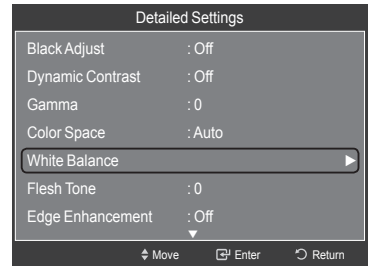 Detailed Settings
Black Adjust : Off
Dynamic Contrast : Off
Gamma : 0
Color Space : Auto
White Balance
Flesh Tone : 0
Edge Enhancement : Off
Move Enter Return